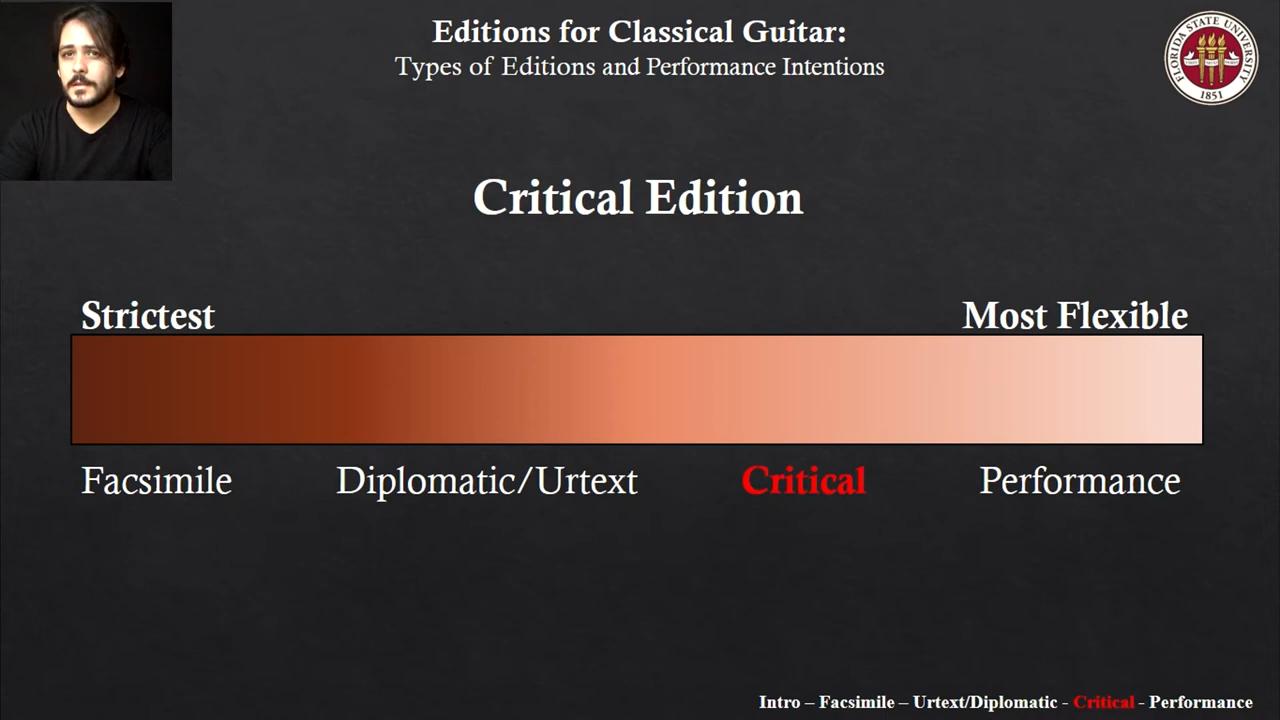 Editions for Classical Guitar:
Types of Editions and Performance Intentions
FLORIDA STATE UNIVERSITY
1851
Critical Edition
Strictest
Most Flexible
Facsimile
Diplomatic/Urtext
Critical
Performance
Intro – Facsimile – Urtext/Diplomatic - Critical - Performance